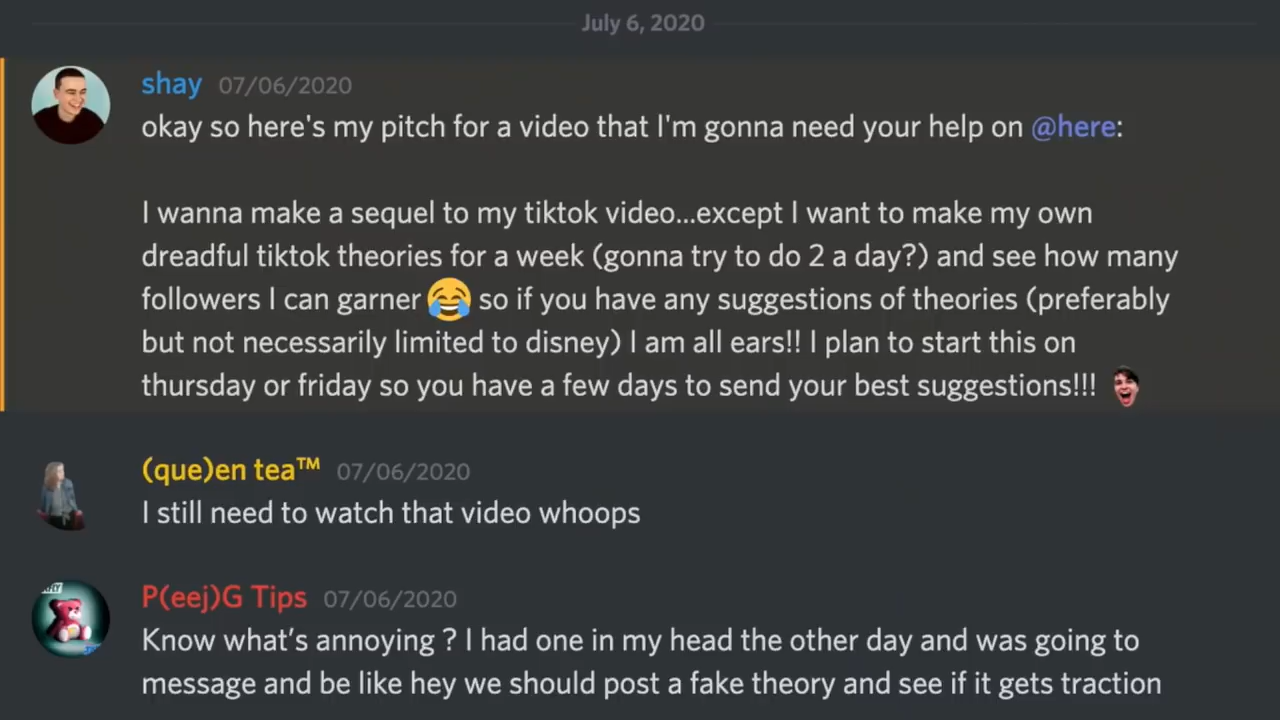 July 6, 2020
shay 07/06/2020
okay so here's my pitch for a video that I'm gonna need your help on @here:
I wanna make a sequel to my tiktok video...except I want to make my own
dreadful tiktok theories for a week (gonna try to do 2 a day?) and see how many
followers I can garner 😂 so if you have any suggestions of theories (preferably
but not necessarily limited to disney) I am all ears!! I plan to start this on
thursday or friday so you have a few days to send your best suggestions!!!
(que)en tea™ 07/06/2020
I still need to watch that video whoops
P(eej)G Tips 07/06/2020
Know what’s annoying ? I had one in my head the other day and was going to
message and be like hey we should post a fake theory and see if it gets traction